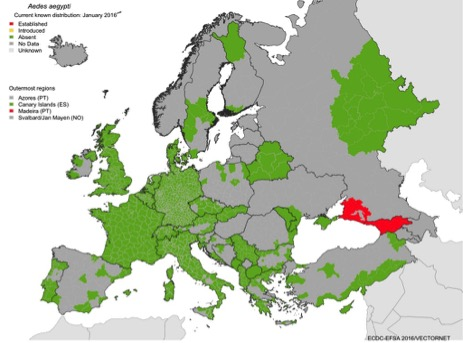 Aedes aegypti
Current known distribution: January 2016
Established
Introduced
Absent
No Data
Unknown
Outermost regions
Azores (PT)
Canary Islands (ES)
Madeira (PT)
Svalbard/Jan Mayen (NO)
ECDC-EFSA 2016/VECTORNET